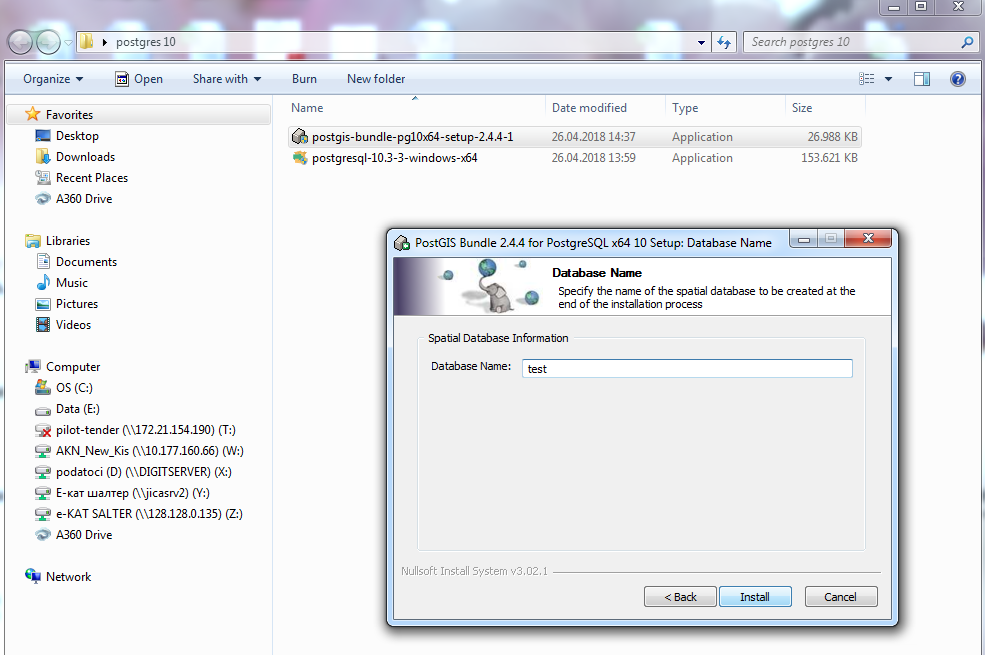 postgres 10
Search postgres 10
Organize Open Share with Burn New folder
Name Date modified Type Size
Favorites
Desktop
Downloads
Recent Places
A360 Drive
Libraries
Documents
Music
Pictures
Videos
Computer
OS (C:)
Data (E:)
pilot-tender (\\172.21.154.190) (T:)
AKN_New_Kis (\\10.177.160.66) (W:)
podatoci (D) (\\DIGITSERVER) (X:)
Е-кат шалтер (\\jicasrv2) (Y:)
e-KAT SALTER (\\128.128.0.135) (Z:)
A360 Drive
Network
postgis-bundle-pg10x64-setup-2.4.4-1 26.04.2018 14:37 Application 26.988 KB
postgresql-10.3-3-windows-x64 26.04.2018 13:59 Application 153.621 KB
PostGIS Bundle 2.4.4 for PostgreSQL x64 10 Setup: Database Name
Database Name
Specify the name of the spatial database to be created at the
end of the installation process
Spatial Database Information
Database Name: test
Nullsoft Install System v3.02.1
< Back Install Cancel